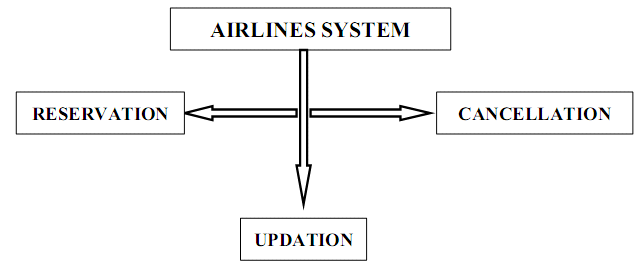 AIRLINES SYSTEM
RESERVATION
CANCELLATION
UPDATION